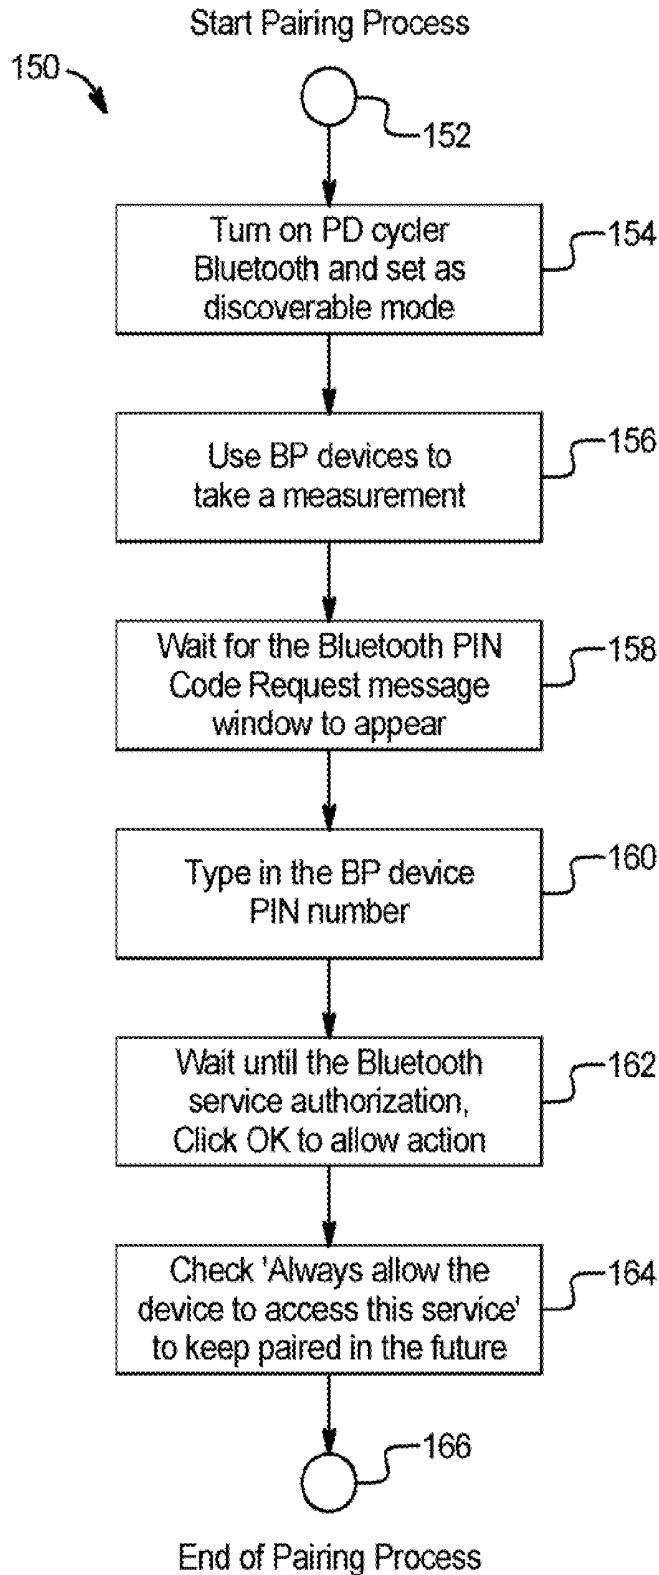 Start Pairing Process
150
152
Turn on PD cycler
Bluetooth and set as
discoverable mode
154
Use BP devices to
take a measurement
156
Wait for the Bluetooth PIN
Code Request message
window to appear
158
Type in the BP device
PIN number
160
Wait until the Bluetooth
service authorization,
Click OK to allow action
162
Check 'Always allow the
device to access this service'
to keep paired in the future
164
166
End of Pairing Process